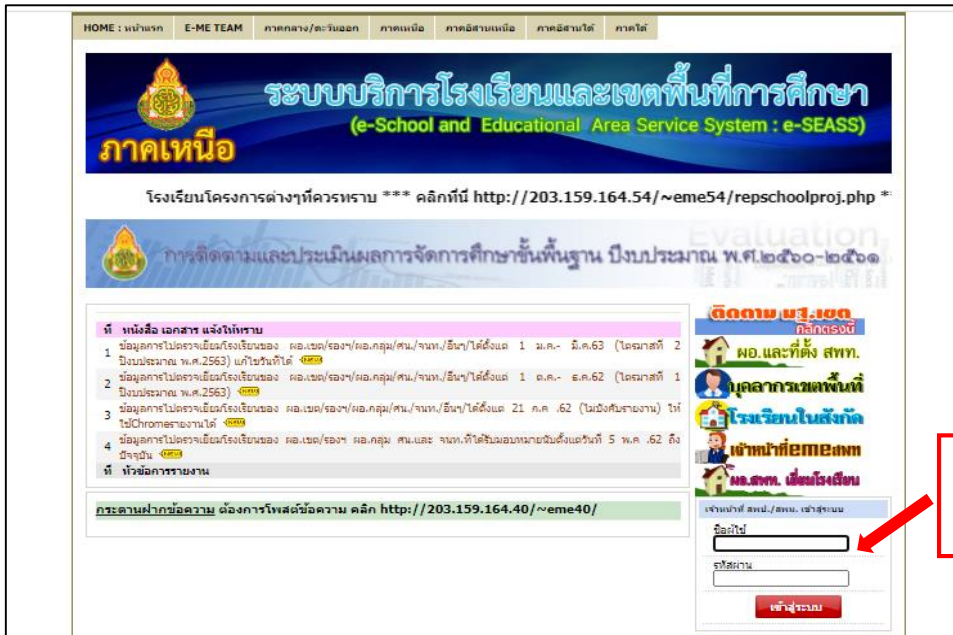 HOME : หน้าแรก E-ME TEAM ภาคกลาง/ตะวันออก ภาคเหนือ ภาคอีสานเหนือ ภาคอีสานใต้ ภาคใต้
ระบบบริการโรงเรียนและเขตพื้นที่การศึกษา
(e-School and Educational Area Service System : e-SEASS)
ภาคเหนือ
โรงเรียนโครงการต่างๆที่ควรทราบ *** คลิกที่นี่ http://203.159.164.54/~eme54/repschoolproj.php *
การติดตามและประเมินผลการจัดการศึกษาขั้นพื้นฐาน ปีงบประมาณ พ.ศ.๒๕๖๐-๒๕๖๑
ที่ หนังสือ เอกสาร แจ้งให้ทราบ
1 ข้อมูลการไปตรวจเยี่ยมโรงเรียนของ ผอ.เขต/รองฯ/ผอ.กลุ่ม/ศน./จนท./อื่นๆ/ได้ตั้งแต่ 1 ม.ค.- มี.ค.63 (ไตรมาสที่ 2
ปีงบประมาณ พ.ศ.2563) แก้ไขวันที่ได้
2 ข้อมูลการไปตรวจเยี่ยมโรงเรียนของ ผอ.เขต/รองฯ/ผอ.กลุ่ม/ศน./จนท./อื่นๆ/ได้ตั้งแต่ 1 ต.ค.- ธ.ค.62 (ไตรมาสที่ 1
ปีงบประมาณ พ.ศ.2563)
3 ข้อมูลการไปตรวจเยี่ยมโรงเรียนของ ผอ.เขต/รองฯ/ผอ.กลุ่ม/ศน./จนท./อื่นๆ/ได้ตั้งแต่ 21 ก.ค .62 (ไม่บังคับรายงาน) ให้
ใช้Chromeรายงานได้
4 ข้อมูลการไปตรวจเยี่ยมโรงเรียนของ ผอ.เขต/รองฯ ผอ.กลุ่ม ศน.และ จนท.ที่ได้รับมอบหมายนับตั้งแต่วันที่ 5 พ.ค .62 ถึง
ปัจจุบัน
ที่ หัวข้อการรายงาน
กระดานฝากข้อความ ต้องการโพสต์ข้อความ คลิก http://203.159.164.40/~eme40/
ติดตาม มฐ.เขต
คลิกตรงนี้
ผอ.และที่ตั้ง สพท.
บุคลากรเขตพื้นที่
โรงเรียนในสังกัด
เจ้าหน้าที่emeสพท
ผอ.สพท. เยี่ยมโรงเรียน
เจ้าหน้าที่ สพป./สพม. เข้าสู่ระบบ
ชื่อผู้ใช้
รหัสผ่าน
เข้าสู่ระบบ